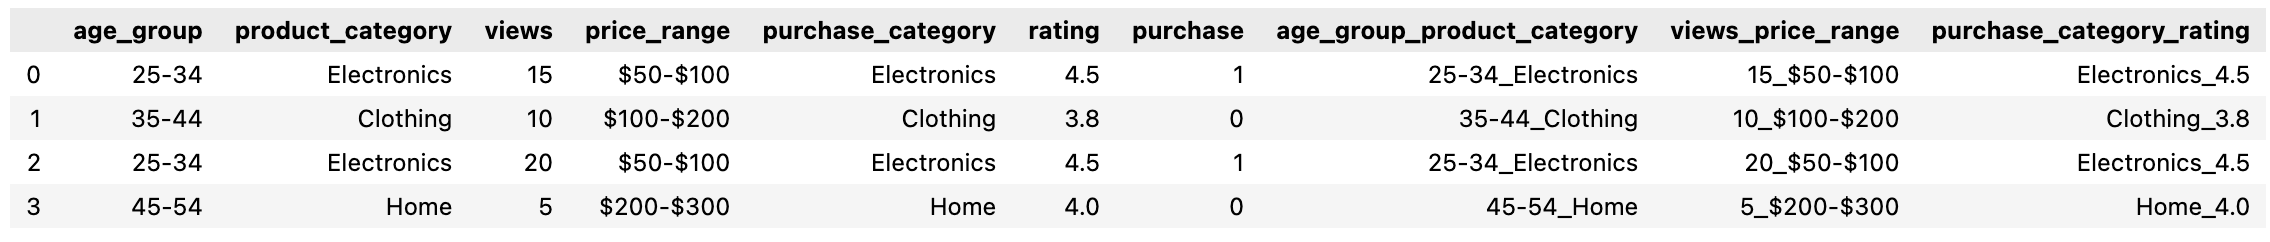 age_group product_category views price_range purchase_category rating purchase age_group_product_category views_price_range purchase_category_rating
0 25-34 Electronics 15 $50-$100 Electronics 4.5 1 25-34_Electronics 15_$50-$100 Electronics_4.5
1 35-44 Clothing 10 $100-$200 Clothing 3.8 0 35-44_Clothing 10_$100-$200 Clothing_3.8
2 25-34 Electronics 20 $50-$100 Electronics 4.5 1 25-34_Electronics 20_$50-$100 Electronics_4.5
3 45-54 Home 5 $200-$300 Home 4.0 0 45-54_Home 5_$200-$300 Home_4.0